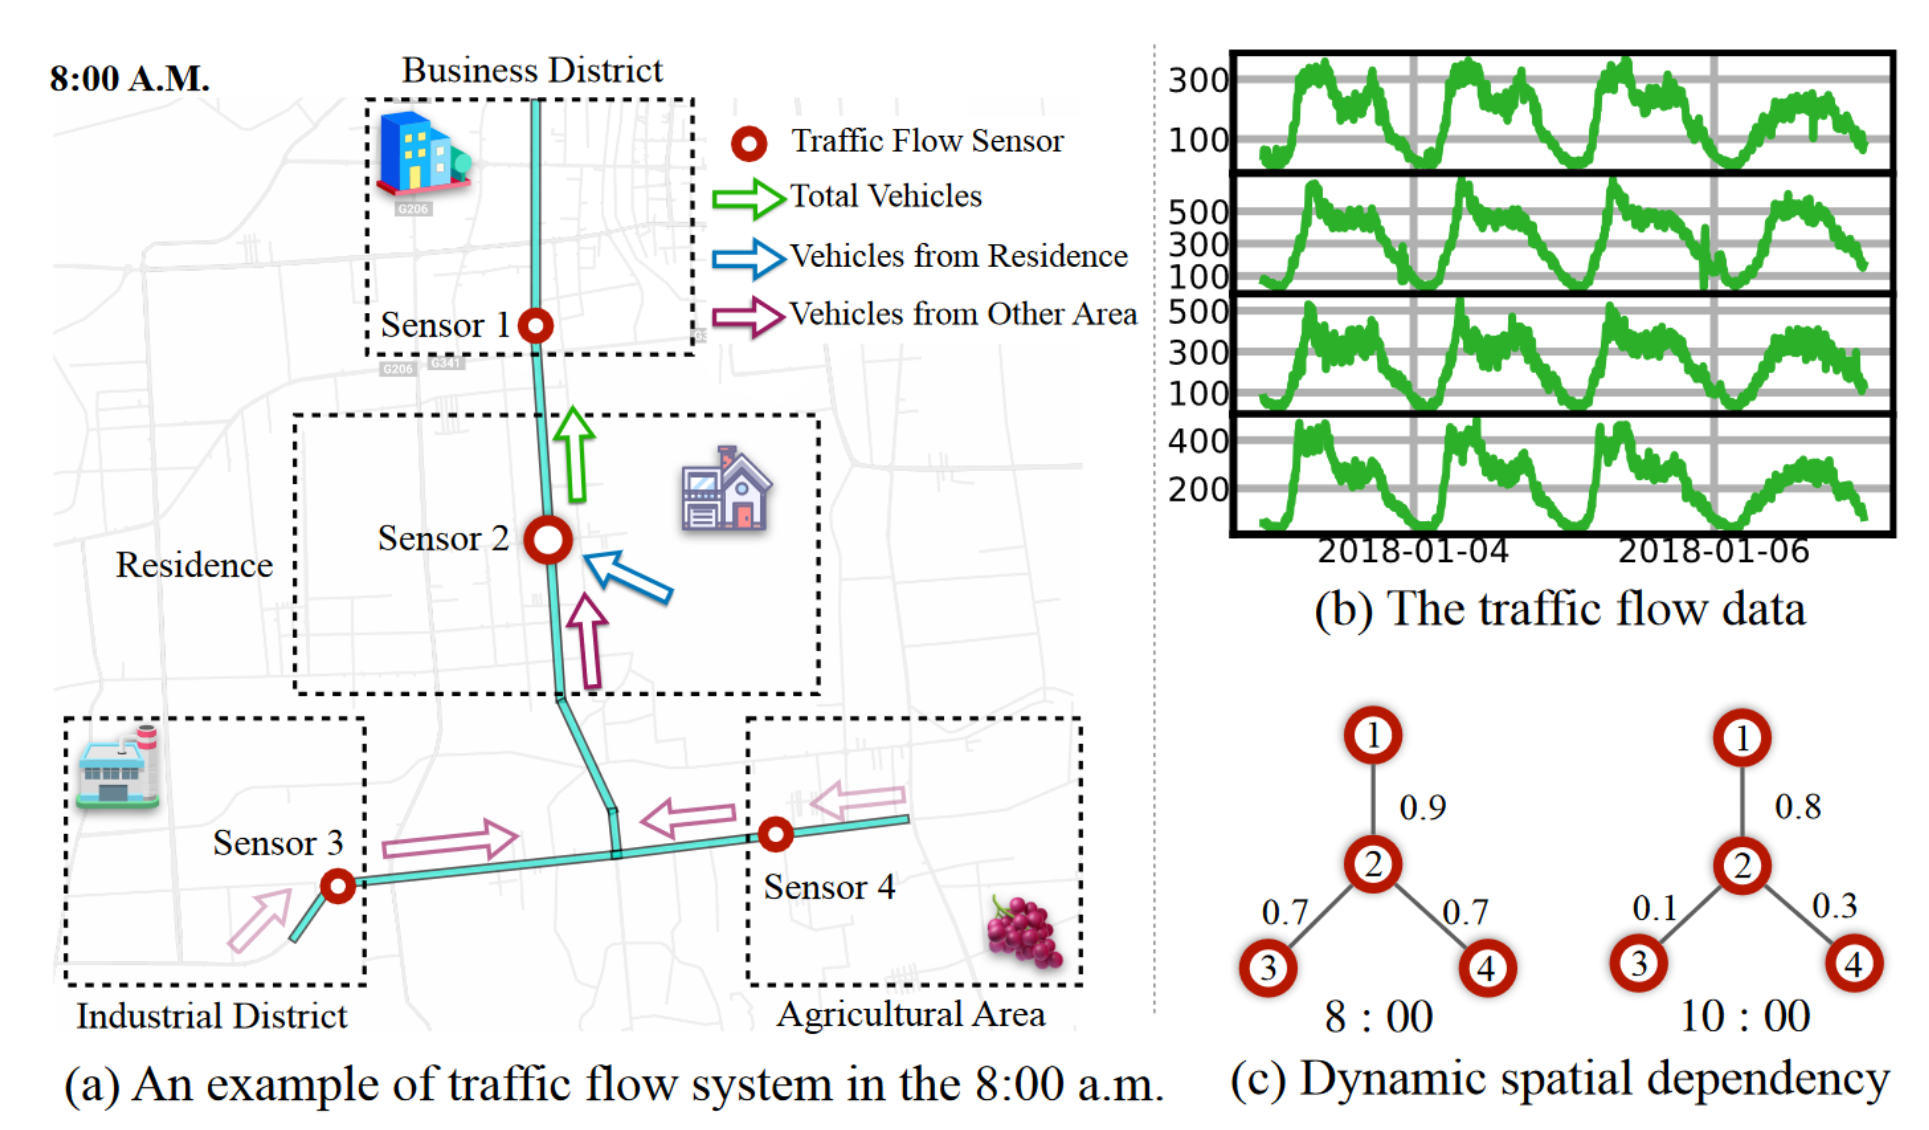 8:00 A.M.
Business District
G206
Traffic Flow Sensor
Total Vehicles
Vehicles from Residence
Vehicles from Other Area
Sensor 1
G206
G341
Sensor 2
Residence
Sensor 3
Sensor 4
Industrial District
Agricultural Area
(a) An example of traffic flow system in the 8:00 a.m.
300
100
500
300
100
500
300
100
400
200
2018-01-04 2018-01-06
(b) The traffic flow data
1
0.9
2
0.7 0.7
3 4
8 : 00
1
0.8
2
0.1 0.3
3 4
10 : 00
(c) Dynamic spatial dependency